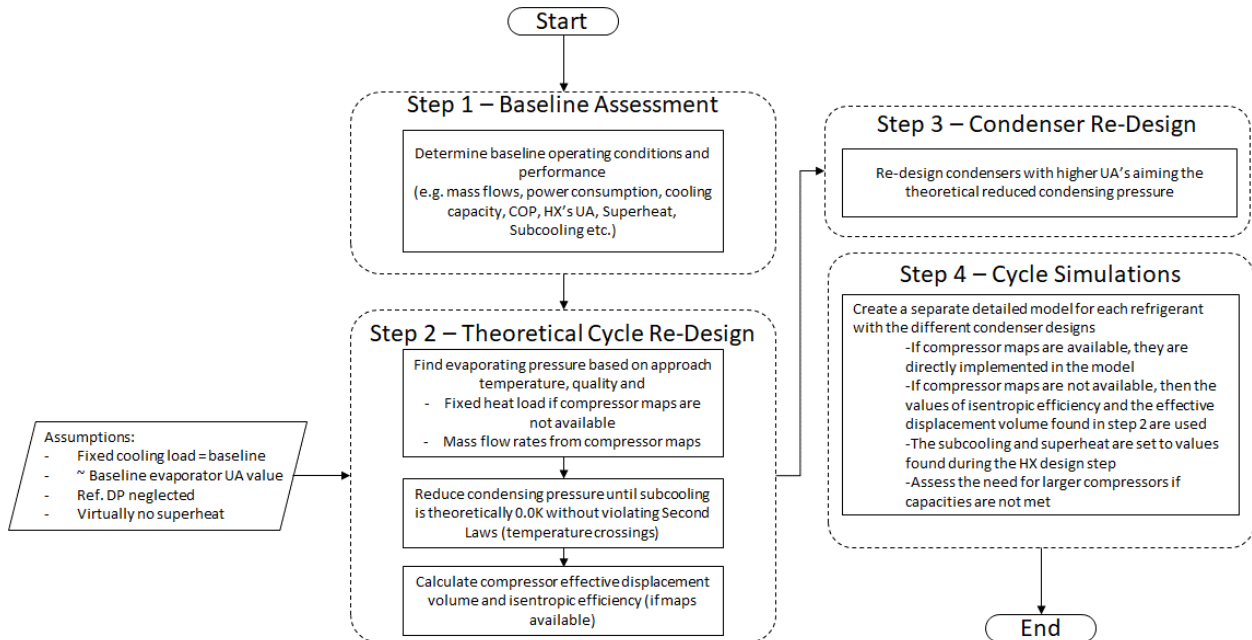 Start
Step 1 – Baseline Assessment
Determine baseline operating conditions and
performance
(e.g. mass flows, power consumption, cooling
capacity, COP, HX's UA, Superheat,
Subcooling etc.)
Step 2 – Theoretical Cycle Re-Design
Find evaporating pressure based on approach
temperature, quality and
- Fixed heat load if compressor maps are
not available
- Mass flow rates from compressor maps
Reduce condensing pressure until subcooling
is theoretically 0.0K without violating Second
Laws (temperature crossings)
Calculate compressor effective displacement
volume and isentropic efficiency (if maps
available)
Assumptions:
- Fixed cooling load = baseline
- ~ Baseline evaporator UA value
- Ref. DP neglected
- Virtually no superheat
Step 3 – Condenser Re-Design
Re-design condensers with higher UA's aiming the
theoretical reduced condensing pressure
Step 4 – Cycle Simulations
Create a separate detailed model for each refrigerant
with the different condenser designs
-If compressor maps are available, they are
directly implemented in the model
-If compressor maps are not available, then the
values of isentropic efficiency and the effective
displacement volume found in step 2 are used
-The subcooling and superheat are set to values
found during the HX design step
-Assess the need for larger compressors if
capacities are not met
End